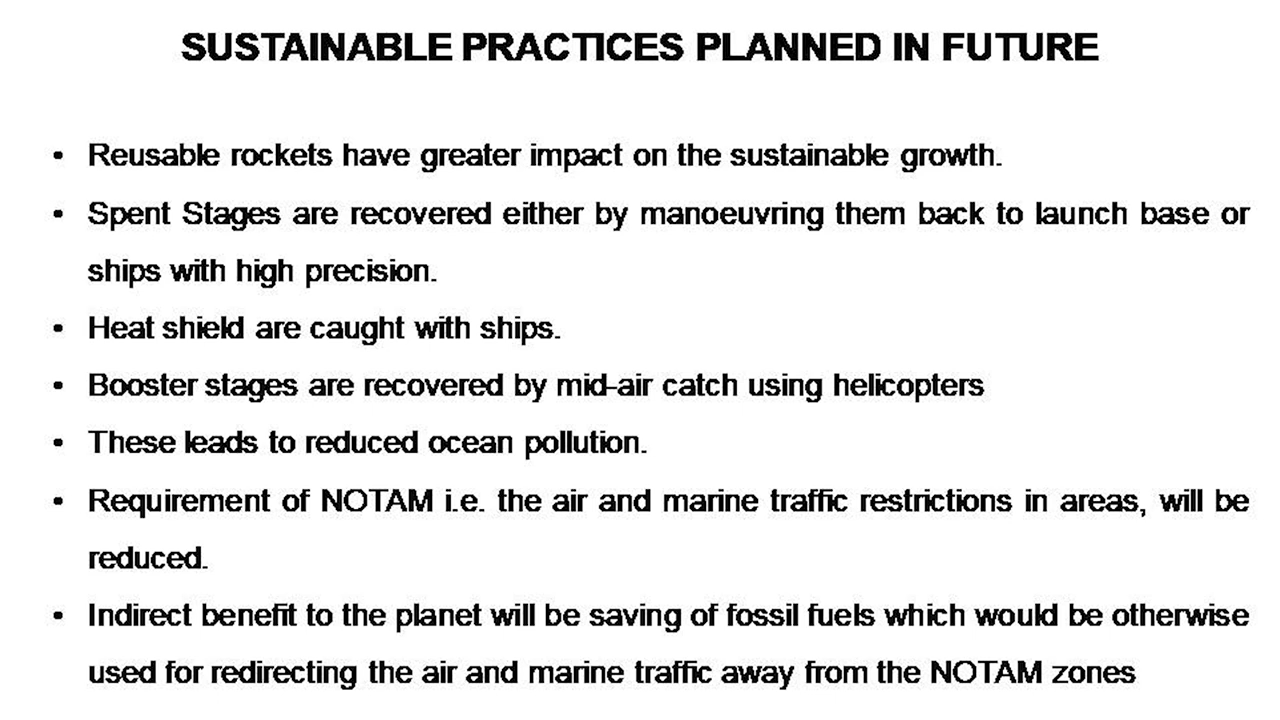 SUSTAINABLE PRACTICES PLANNED IN FUTURE
• Reusable rockets have greater impact on the sustainable growth.
• Spent Stages are recovered either by manoeuvring them back to launch base or
ships with high precision.
• Heat shield are caught with ships.
• Booster stages are recovered by mid-air catch using helicopters
• These leads to reduced ocean pollution.
• Requirement of NOTAM i.e. the air and marine traffic restrictions in areas, will be
reduced.
• Indirect benefit to the planet will be saving of fossil fuels which would be otherwise
used for redirecting the air and marine traffic away from the NOTAM zones